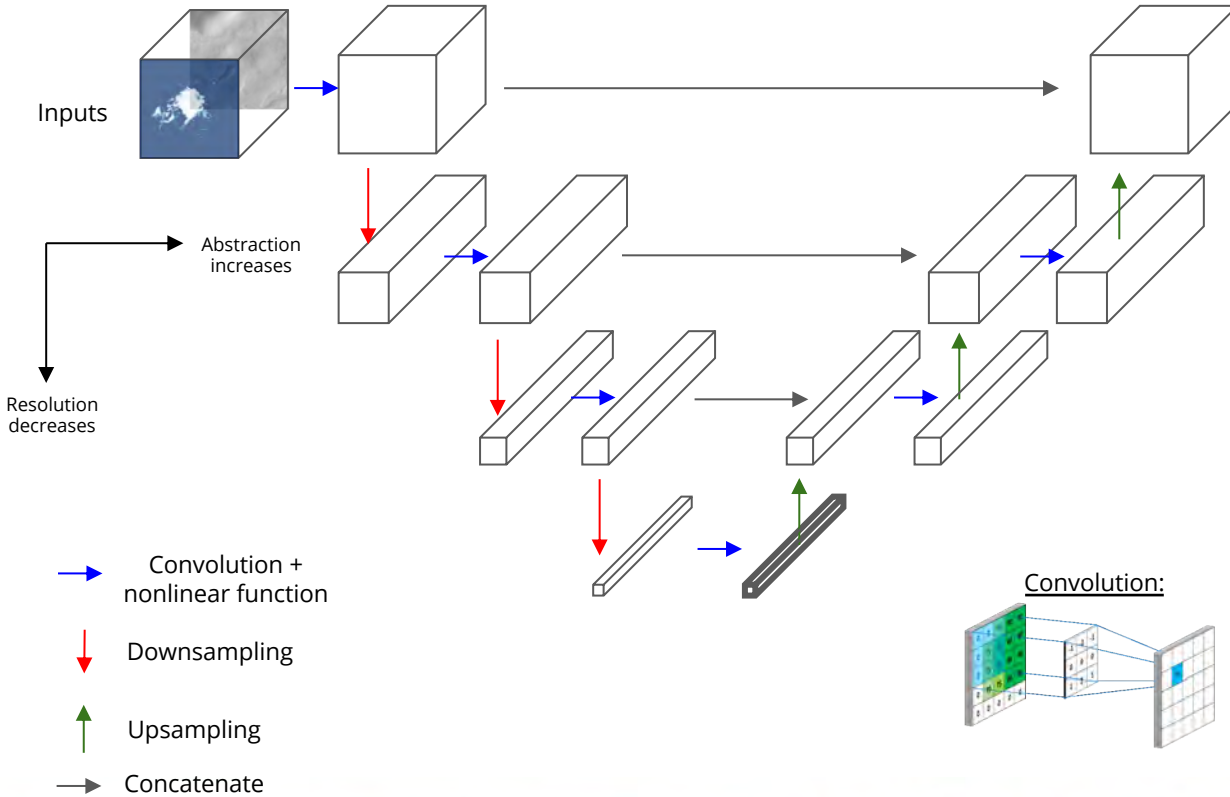 Inputs
Abstraction
increases
Resolution
decreases
Convolution +
nonlinear function
Downsampling
Upsampling
Concatenate
Convolution: